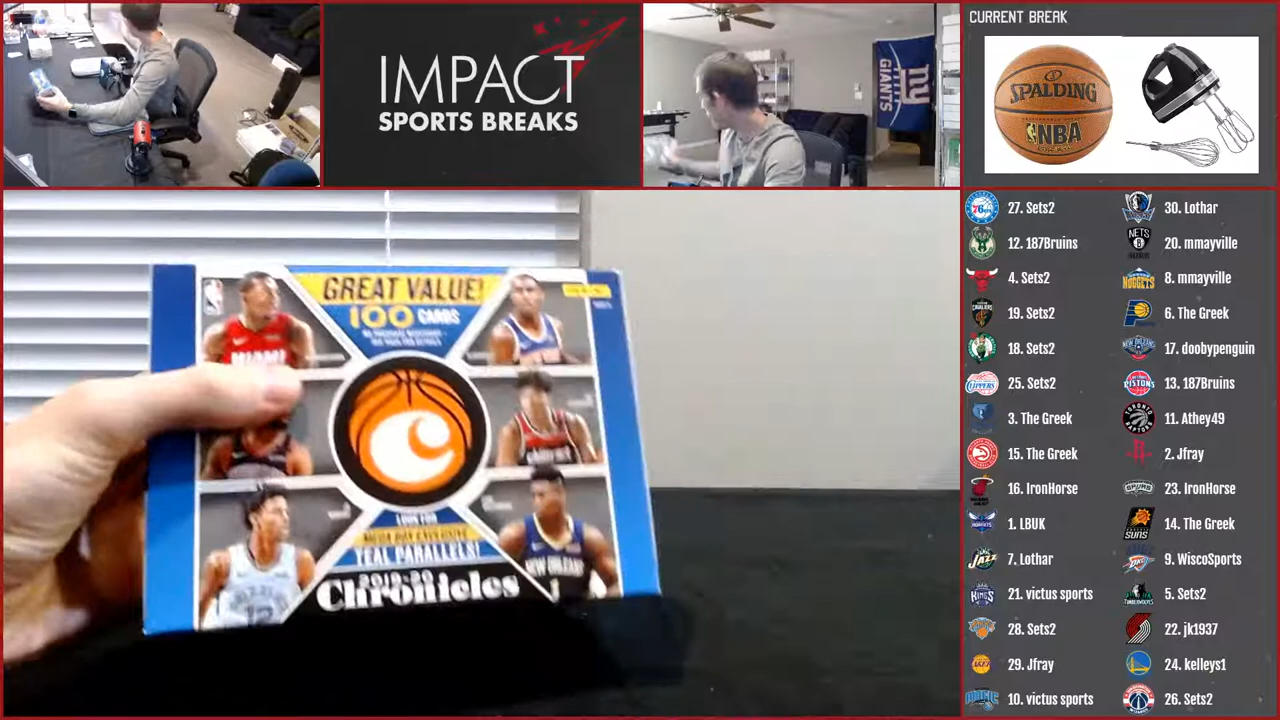 IMPACT
SPORTS BREAKS
ny
GIANTS
CURRENT BREAK
SPALDING
NBA
GREAT VALUE!
100 CARDS
MIAMI
LOOK FOR
TEAL PARALLELS!
2019-20
Chronicles
NEW ORLEANS
1
12
27. Sets2
30. Lothar
12. 187Bruins
20. mmayville
4. Sets2
8. mmayville
19. Sets2
6. The Greek
18. Sets2
17. doobypenguin
25. Sets2
13. 187Bruins
3. The Greek
11. Athey49
15. The Greek
2. Jfray
16. IronHorse
23. IronHorse
1. LBUK
14. The Greek
7. Lothar
9. WiscoSports
21. victus sports
5. Sets2
28. Sets2
22. jk1937
29. Jfray
24. kelleys1
10. victus sports
26. Sets2